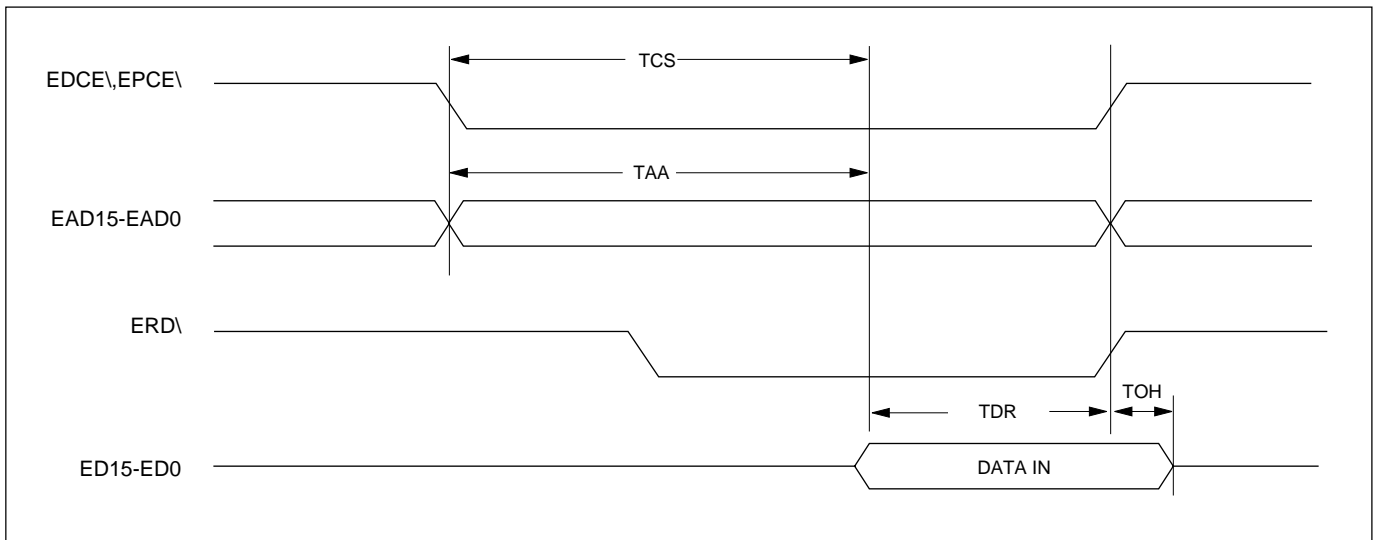 TCS
EDCE\,EPCE\
TAA
EAD15-EAD0
ERD\
TOH
TDR
ED15-ED0
DATA IN